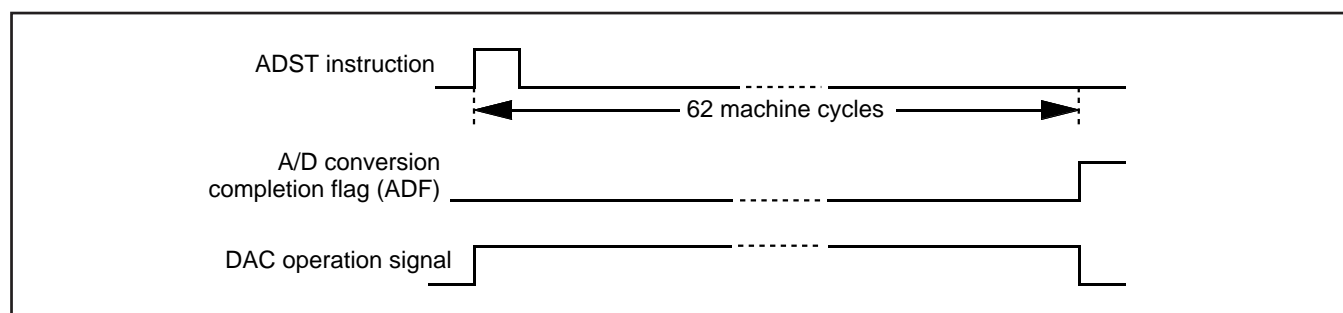 ADST instruction
62 machine cycles
A/D conversion
completion flag (ADF)
DAC operation signal